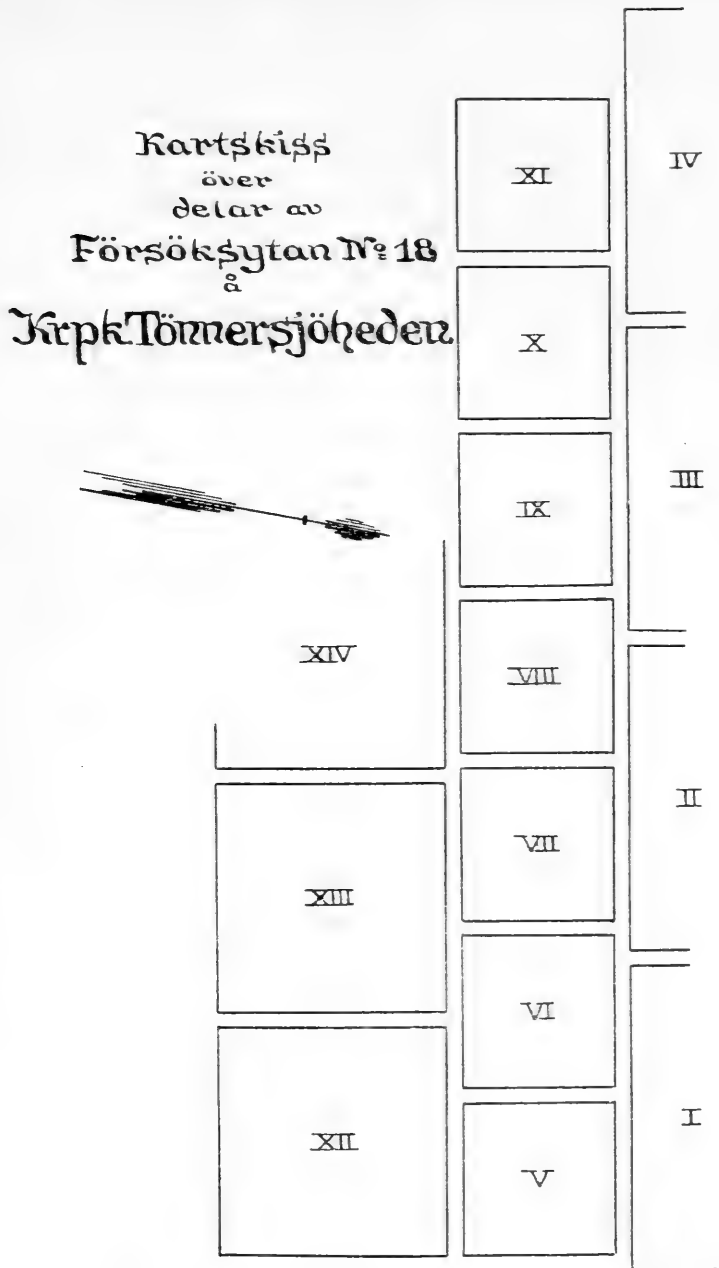 Kartskiss
över
delar av
Försöksytan Nº 18
å
Krpk Tönnersjöheden
XI
IV
X
III
IX
XIV
VIII
II
VII
XIII
VI
I
XII
V